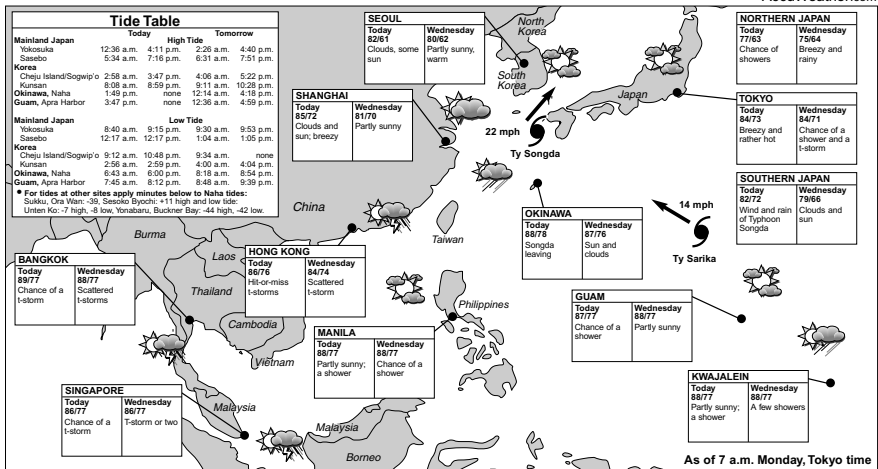 Tide Table
Today Tomorrow
Mainland Japan High Tide
Yokosuka 12:36 a.m. 4:11 p.m. 2:26 a.m. 4:40 p.m.
Sasebo 5:34 a.m. 7:16 p.m. 6:31 a.m. 7:51 p.m.
Korea
Cheju Island/Sogwip'o 2:58 a.m. 3:47 p.m. 4:06 a.m. 5:22 p.m.
Kunsan 8:08 a.m. 8:59 p.m. 9:11 a.m. 10:28 p.m.
Okinawa, Naha 1:49 p.m. none 12:14 a.m. 4:18 p.m.
Guam, Apra Harbor 3:47 p.m. none 12:36 a.m. 4:59 p.m.
Mainland Japan Low Tide
Yokosuka 8:40 a.m. 9:15 p.m. 9:30 a.m. 9:53 p.m.
Sasebo 12:17 a.m. 12:17 p.m. 1:04 a.m. 1:05 p.m.
Korea
Cheju Island/Sogwip'o 9:12 a.m. 10:48 p.m. 9:34 a.m. none
Kunsan 2:56 a.m. 2:59 p.m. 4:00 a.m. 4:04 p.m.
Okinawa, Naha 6:43 a.m. 6:00 p.m. 8:18 a.m. 8:54 p.m.
Guam, Apra Harbor 7:45 a.m. 8:12 p.m. 8:48 a.m. 9:39 p.m.
• For tides at other sites apply minutes below to Naha tides:
Sukku, Ora Wan: -39, Sesoko Byochi: +11 high and low tide:
Unten Ko: -7 high, -8 low, Yonabaru, Buckner Bay: -44 high, -42 low.
SEOUL
Today Wednesday
82/61 80/62
Clouds, some Partly sunny,
sun warm
North
Korea
South
Korea
NORTHERN JAPAN
Today Wednesday
77/63 75/64
Chance of Breezy and
showers rainy
Japan
SHANGHAI
Today Wednesday
85/72 81/70
Clouds and Partly sunny
sun; breezy
22 mph
Ty Songda
TOKYO
Today Wednesday
84/73 84/71
Breezy and Chance of a
rather hot shower and a
t-storm
SOUTHERN JAPAN
Today Wednesday
82/72 79/66
Wind and rain Clouds and
of Typhoon sun
Songda
China
Taiwan
OKINAWA
Today Wednesday
88/78 87/76
Songda Sun and
leaving clouds
14 mph
Ty Sarika
Burma
Laos
Thailand
Cambodia
Vietnam
BANGKOK
Today Wednesday
89/77 88/77
Chance of a Scattered
t-storm t-storms
HONG KONG
Today Wednesday
86/76 84/74
Hit-or-miss Scattered
t-storms t-storm
Philippines
MANILA
Today Wednesday
88/77 88/77
Partly sunny; Chance of a
a shower shower
GUAM
Today Wednesday
87/77 88/77
Chance of a Partly sunny
shower
KWAJALEIN
Today Wednesday
88/77 88/77
Partly sunny; A few showers
a shower
SINGAPORE
Today Wednesday
86/77 86/77
Chance of a T-storm or two
t-storm
Malaysia
Malaysia
Borneo
As of 7 a.m. Monday, Tokyo time